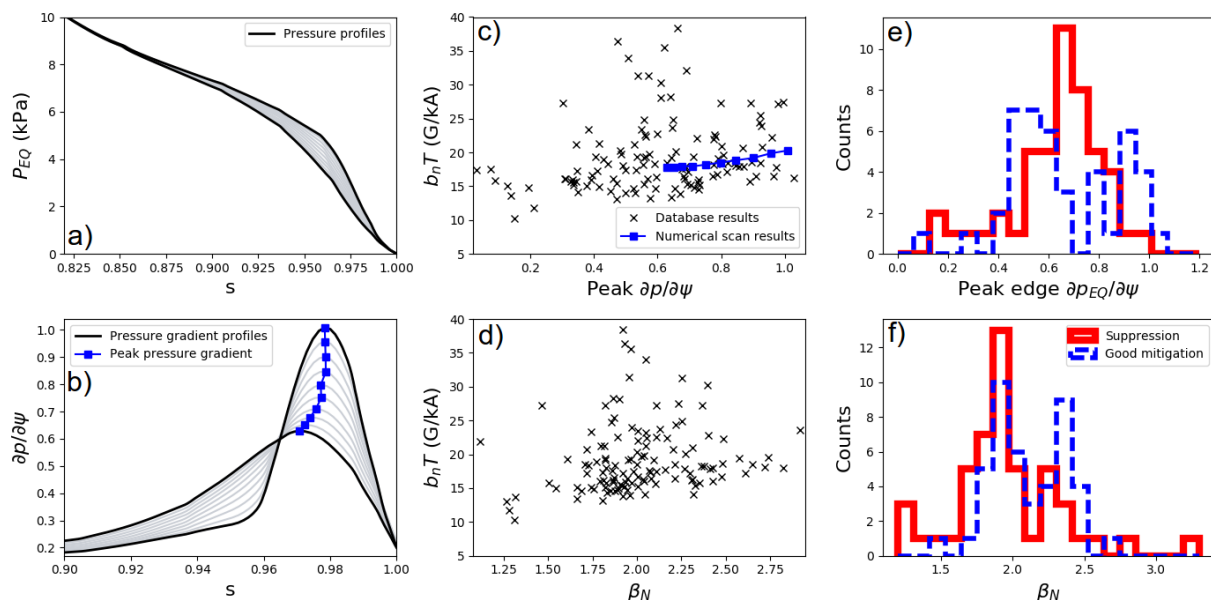 10
8
6
4
2
0
P_EQ (kPa)
Pressure profiles
a)
0.825 0.850 0.875 0.900 0.925 0.950 0.975 1.000
s
40
35
30
25
20
15
10
5
b_nT (G/kA)
c)
Database results
Numerical scan results
0.2 0.4 0.6 0.8 1.0
Peak ∂p/∂ψ
10
8
6
4
2
0
Counts
e)
0.0 0.2 0.4 0.6 0.8 1.0 1.2
Peak edge ∂p_EQ/∂ψ
1.0
0.9
0.8
0.7
0.6
0.5
0.4
0.3
0.2
∂p/∂ψ
Pressure gradient profiles
Peak pressure gradient
b)
0.90 0.92 0.94 0.96 0.98 1.00
s
40
35
30
25
20
15
10
5
b_nT (G/kA)
d)
1.25 1.50 1.75 2.00 2.25 2.50 2.75
β_N
12
10
8
6
4
2
0
Counts
f)
Suppression
Good mitigation
1.5 2.0 2.5 3.0
β_N